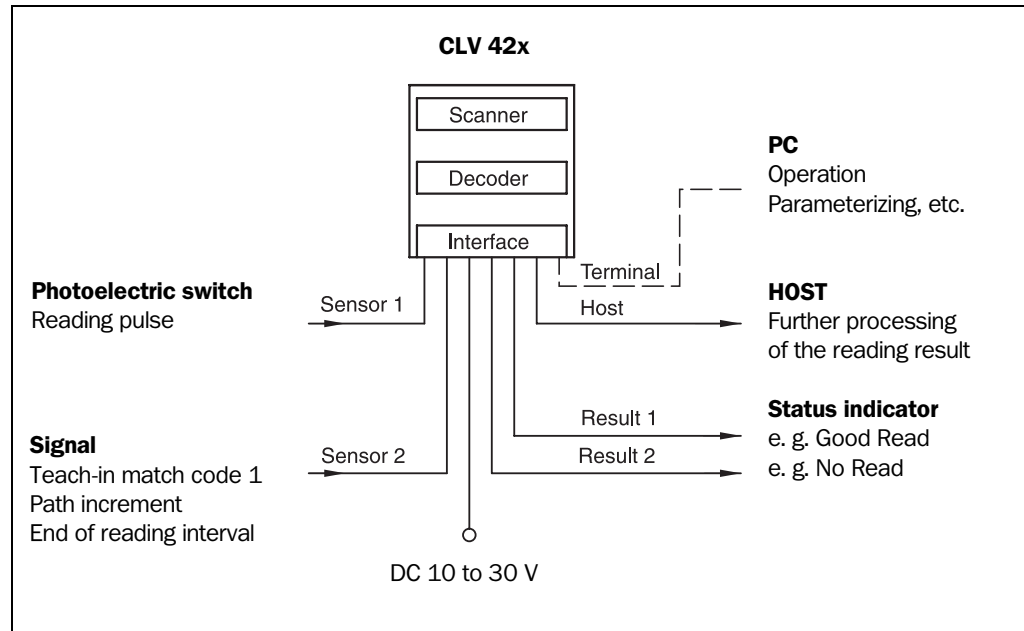 CLV 42x
Scanner
Decoder
Interface
PC
Operation
Parameterizing, etc.
Terminal
Photoelectric switch
Reading pulse
Sensor 1
Host
HOST
Further processing
of the reading result
Signal
Teach-in match code 1
Path increment
End of reading interval
Sensor 2
Result 1
Result 2
Status indicator
e. g. Good Read
e. g. No Read
DC 10 to 30 V